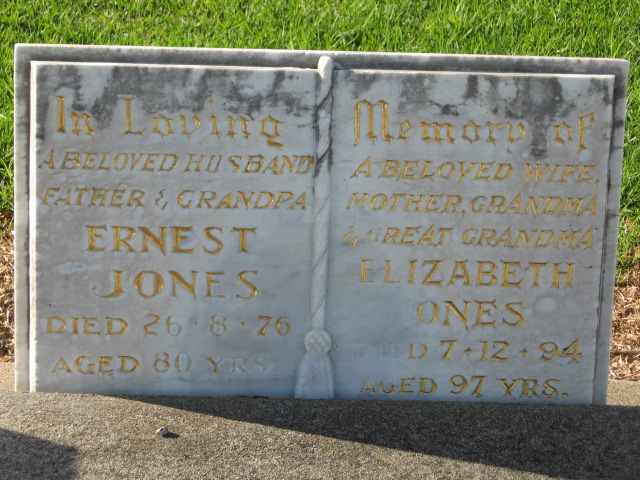 In Loving
A BELOVED HUSBAND
FATHER & GRANDPA
ERNEST
JONES
DIED 26·8·76
AGED 80 YRS
Memory of
A BELOVED WIFE
MOTHER, GRANDMA
& GREAT GRANDMA
ELIZABETH
ONES
D 7·12·94
AGED 97 YRS.